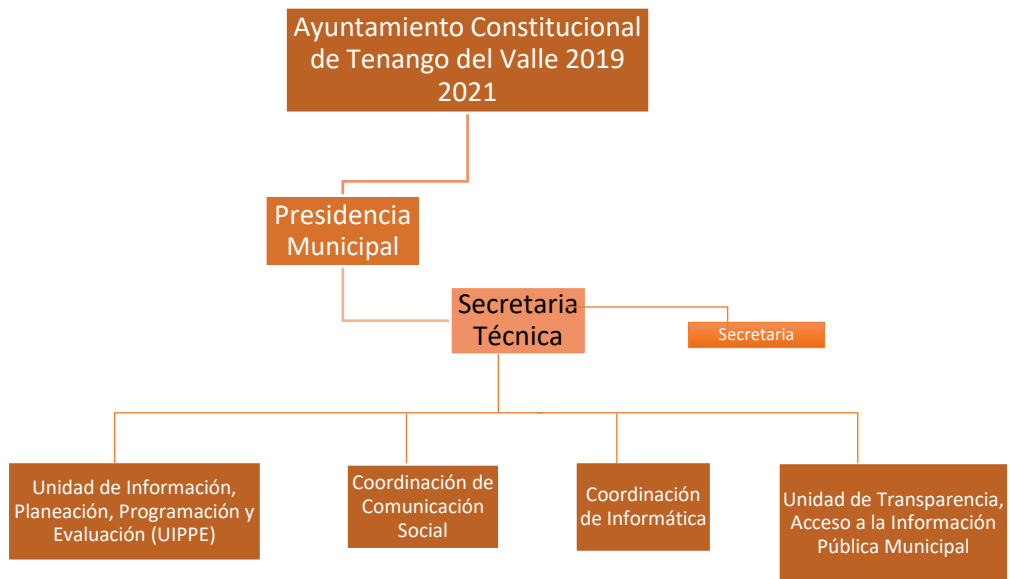 Ayuntamiento Constitucional
de Tenango del Valle 2019
2021
Presidencia
Municipal
Secretaria
Técnica
Secretaria
Unidad de Información,
Planeación, Programación y
Evaluación (UIPPE)
Coordinación de
Comunicación
Social
Coordinación
de Informática
Unidad de Transparencia,
Acceso a la Información
Pública Municipal